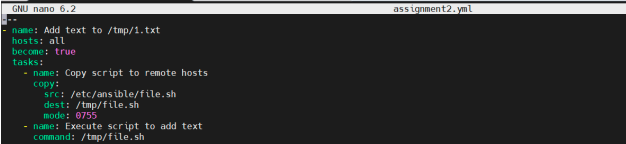 GNU nano 6.2 assignment2.yml
---
- name: Add text to /tmp/1.txt
  hosts: all
  become: true
  tasks:
    - name: Copy script to remote hosts
      copy:
        src: /etc/ansible/file.sh
        dest: /tmp/file.sh
        mode: 0755
    - name: Execute script to add text
      command: /tmp/file.sh